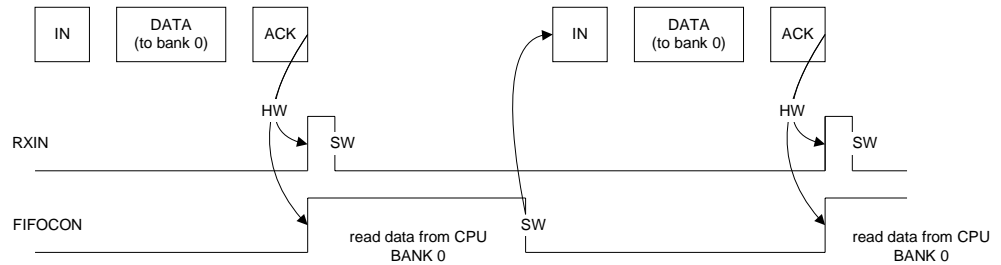 IN
DATA
(to bank 0)
ACK
IN
DATA
(to bank 0)
ACK
HW
HW
RXIN
SW
SW
FIFOCON
SW
read data from CPU
BANK 0
read data from CPU
BANK 0